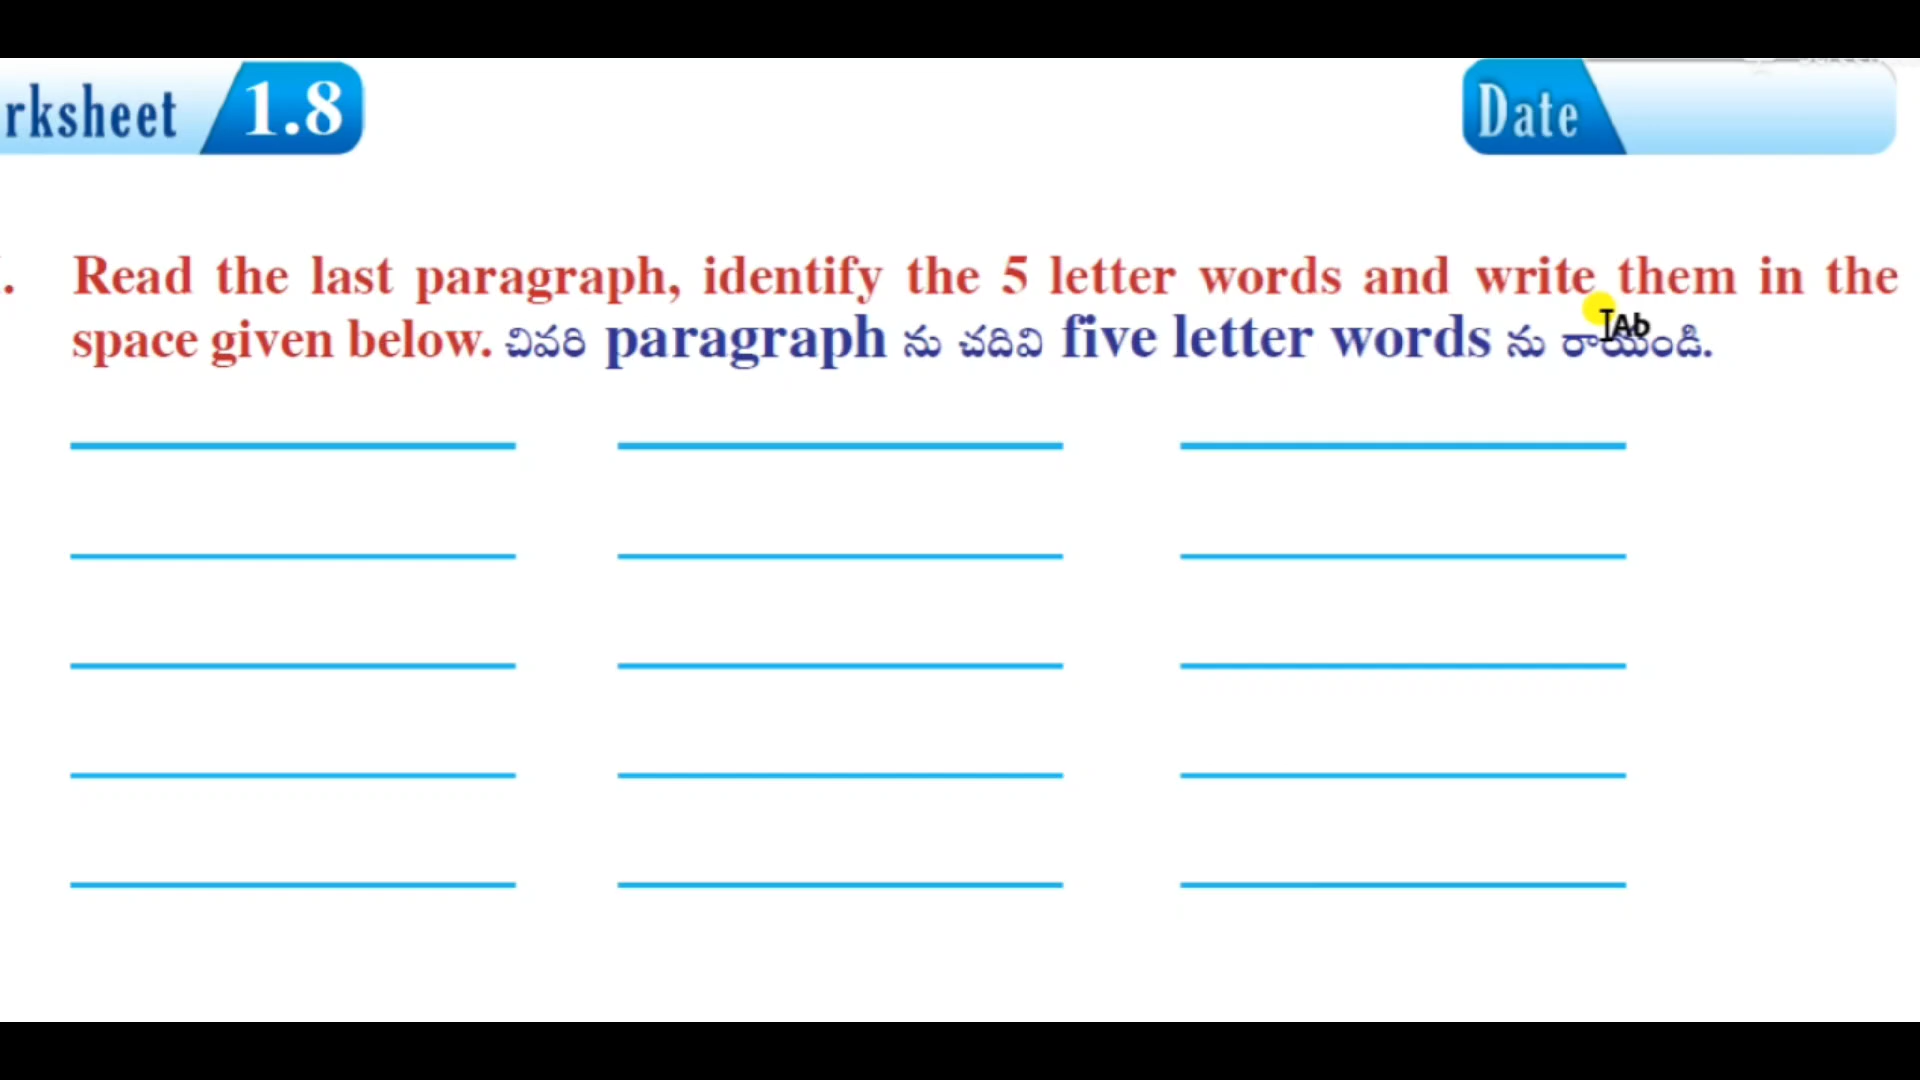 rksheet 1.8 Date
. Read the last paragraph, identify the 5 letter words and write them in the
space given below. చివరి paragraph ను చదివి five letter words ను రాయండి.